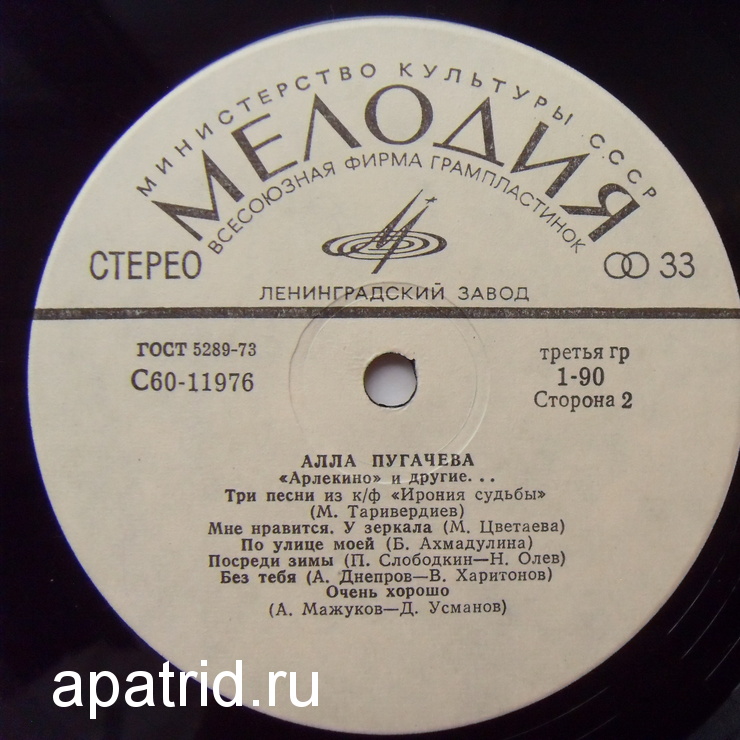 МИНИСТЕРСТВО КУЛЬТУРЫ СССР
МЕЛОДИЯ
ВСЕСОЮЗНАЯ ФИРМА ГРАМПЛАСТИНОК
СТЕРЕО
33
ЛЕНИНГРАДСКИЙ ЗАВОД
ГОСТ 5289-73
С60-11976
третья гр
1-90
Сторона 2
АЛЛА ПУГАЧЕВА
«Арлекино» и другие...
Три песни из к/ф «Ирония судьбы»
(М. Таривердиев)
Мне нравится. У зеркала (М. Цветаева)
По улице моей (Б. Ахмадулина)
Посреди зимы (П. Слободкин—Н. Олев)
Без тебя (А. Днепров—В. Харитонов)
Очень хорошо
(А. Мажуков—Д. Усманов)
apatrid.ru